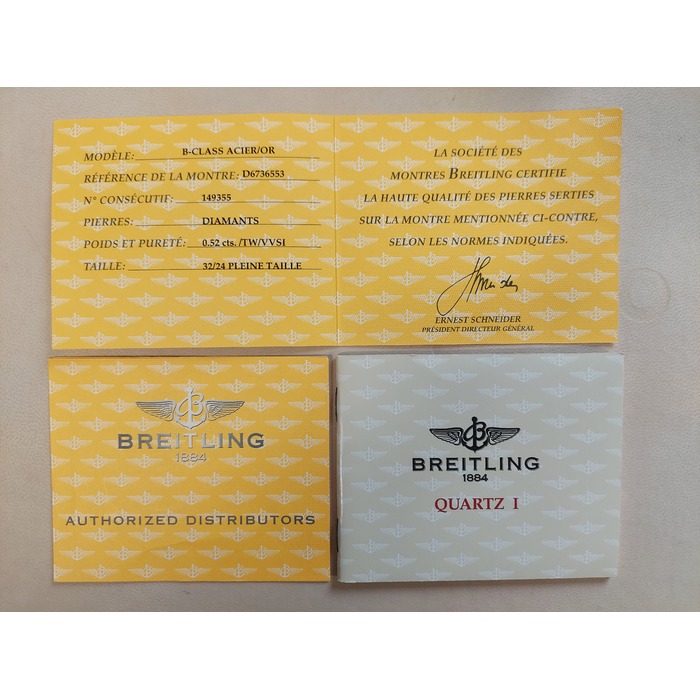 MODÈLE: B-CLASS ACIER/OR
RÉFÉRENCE DE LA MONTRE: D6736553
N° CONSÉCUTIF: 149355
PIERRES: DIAMANTS
POIDS ET PURETÉ: 0.52 cts. /TW/VVSI
TAILLE: 32/24 PLEINE TAILLE
LA SOCIÉTÉ DES
MONTRES BREITLING CERTIFIE
LA HAUTE QUALITÉ DES PIERRES SERTIES
SUR LA MONTRE MENTIONNÉE CI-CONTRE,
SELON LES NORMES INDIQUÉES.
ERNEST SCHNEIDER
PRÉSIDENT DIRECTEUR GÉNÉRAL
B
BREITLING
1884
AUTHORIZED DISTRIBUTORS
B
BREITLING
1884
QUARTZ I